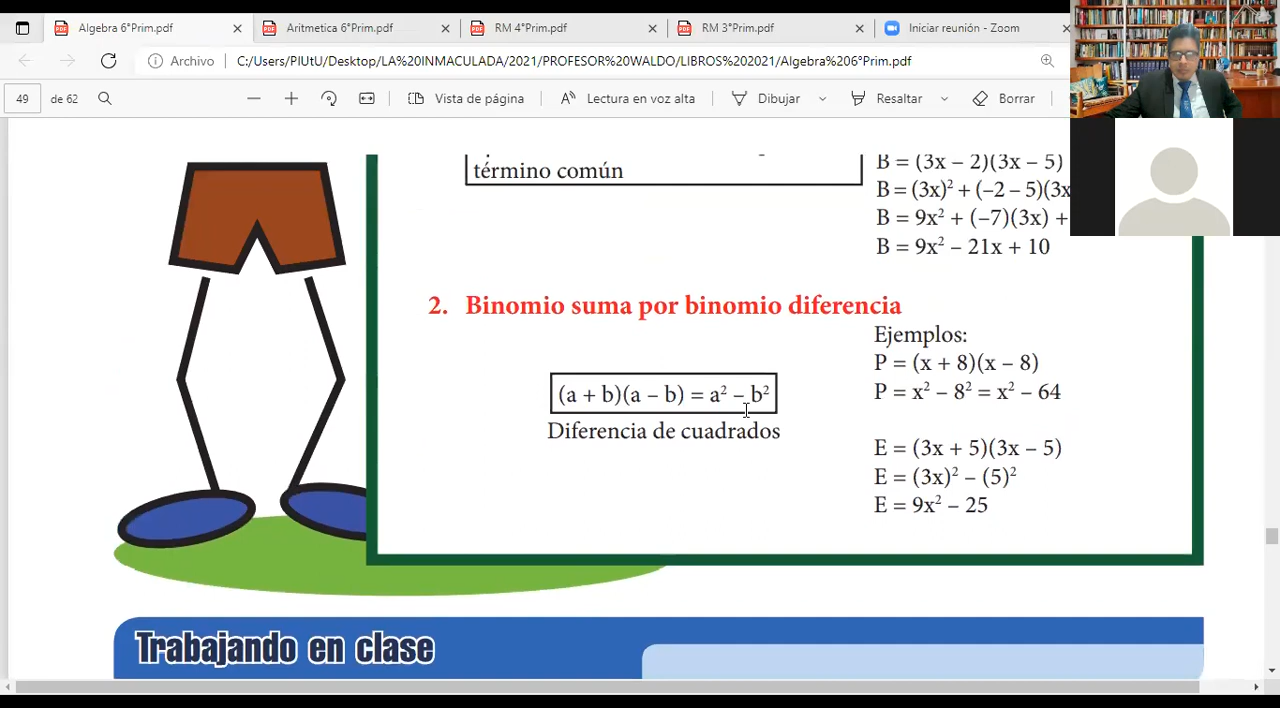 Algebra 6°Prim.pdf
Aritmetica 6°Prim.pdf
RM 4°Prim.pdf
RM 3°Prim.pdf
Iniciar reunión - Zoom
Archivo
C:/Users/PIUtU/Desktop/LA%20INMACULADA/2021/PROFESOR%20WALDO/LIBROS%202021/Algebra%206°Prim.pdf
49
de 62
Vista de página
Lectura en voz alta
Dibujar
Resaltar
Borrar
término común
B = (3x – 2)(3x – 5)
B = (3x)² + (–2 – 5)(3x
B = 9x² + (–7)(3x) +
B = 9x² – 21x + 10
2. Binomio suma por binomio diferencia
(a + b)(a – b) = a² – b²
Diferencia de cuadrados
Ejemplos:
P = (x + 8)(x – 8)
P = x² – 8² = x² – 64
E = (3x + 5)(3x – 5)
E = (3x)² – (5)²
E = 9x² – 25
Trabajando en clase